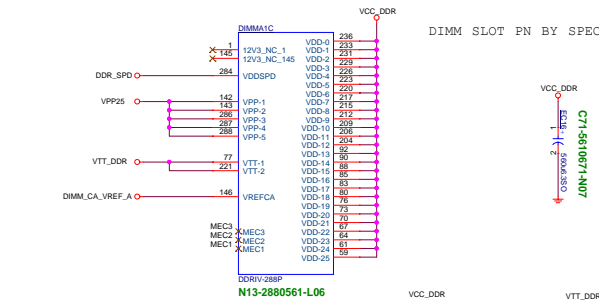 VCC_DDR
DIMM SLOT PN BY SPEC
DIMMA1C
1 12V3_NC_1
145 12V3_NC_145
DDR_SPD 284 VDDSPD
VPP25 142 VPP-1
143 VPP-2
286 VPP-3
287 VPP-4
288 VPP-5
VTT_DDR 77 VTT-1
221 VTT-2
DIMM_CA_VREF_A 146 VREFCA
MEC3 MEC3
MEC2 MEC2
MEC1 MEC1
VDD-0 236
VDD-1 233
VDD-2 231
VDD-3 229
VDD-4 226
VDD-5 223
VDD-6 220
VDD-7 217
VDD-8 215
VDD-9 212
VDD-10 209
VDD-11 206
VDD-12 204
VDD-13 92
VDD-14 90
VDD-15 88
VDD-16 85
VDD-17 83
VDD-18 80
VDD-19 76
VDD-20 73
VDD-21 70
VDD-22 67
VDD-23 64
VDD-24 61
VDD-25 59
DDRIV-288P
N13-2880561-L06
VCC_DDR
1
2
C71-5610671-N07
VCC_DDR
VTT_DDR